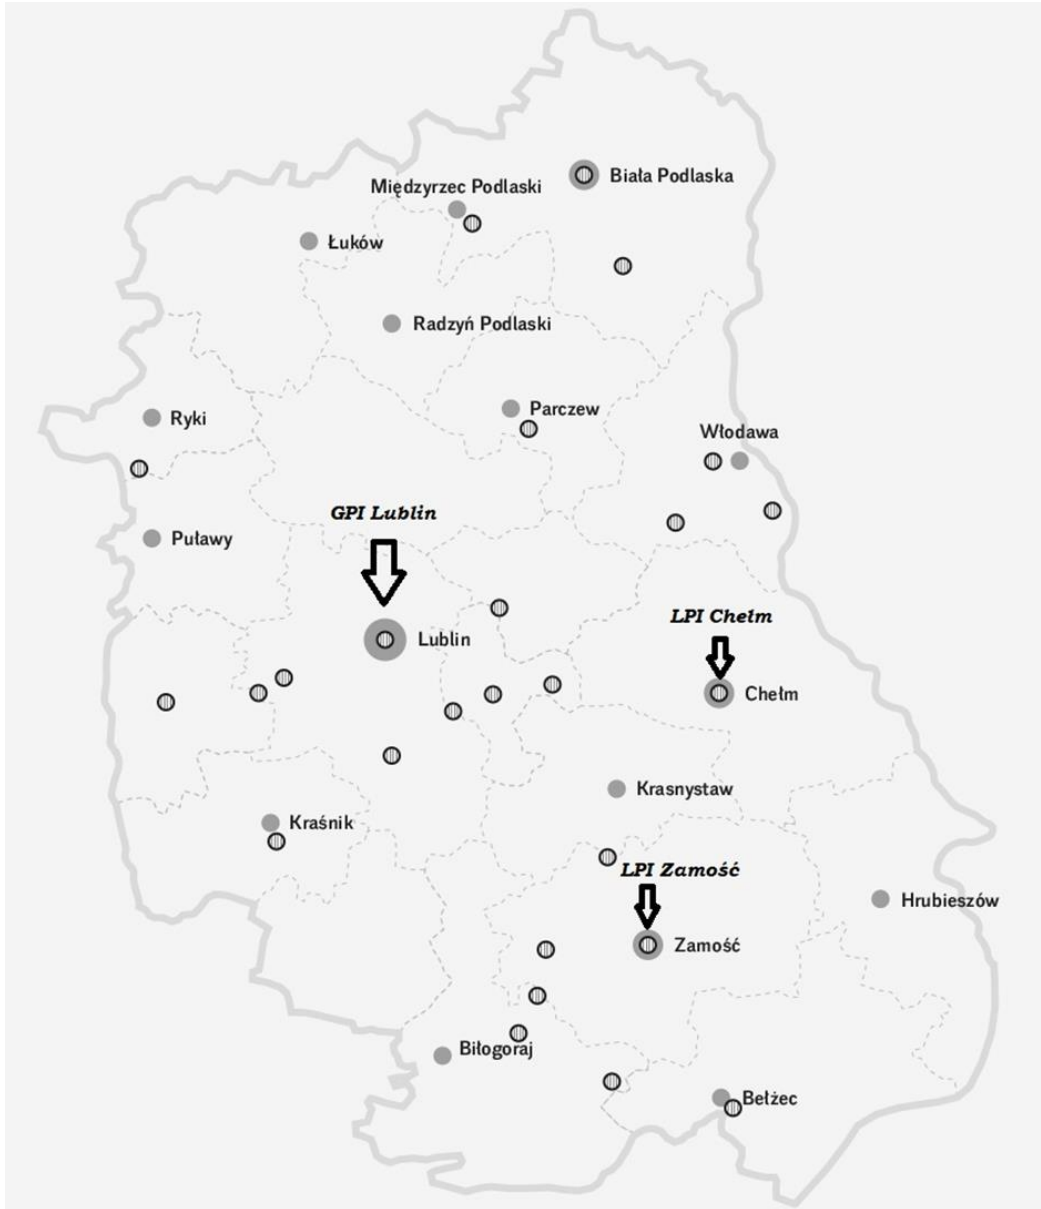 Biała Podlaska
Międzyrzec Podlaski
Łuków
Radzyń Podlaski
Parczew
Ryki
Włodawa
GPI Lublin
Puławy
LPI Chełm
Lublin
Chełm
Krasnystaw
Kraśnik
LPI Zamość
Hrubieszów
Zamość
Biłogoraj
Bełżec